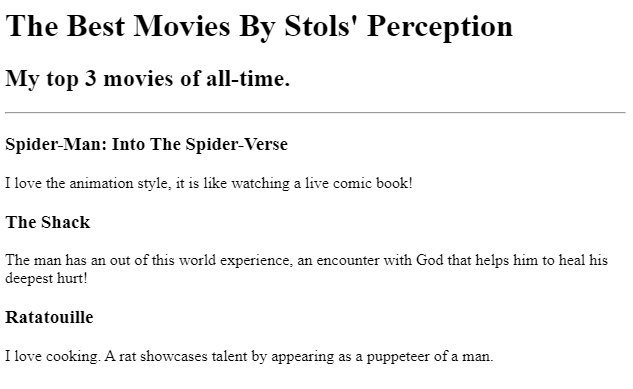 The Best Movies By Stols' Perception
My top 3 movies of all-time.
Spider-Man: Into The Spider-Verse
I love the animation style, it is like watching a live comic book!
The Shack
The man has an out of this world experience, an encounter with God that helps him to heal his
deepest hurt!
Ratatouille
I love cooking. A rat showcases talent by appearing as a puppeteer of a man.